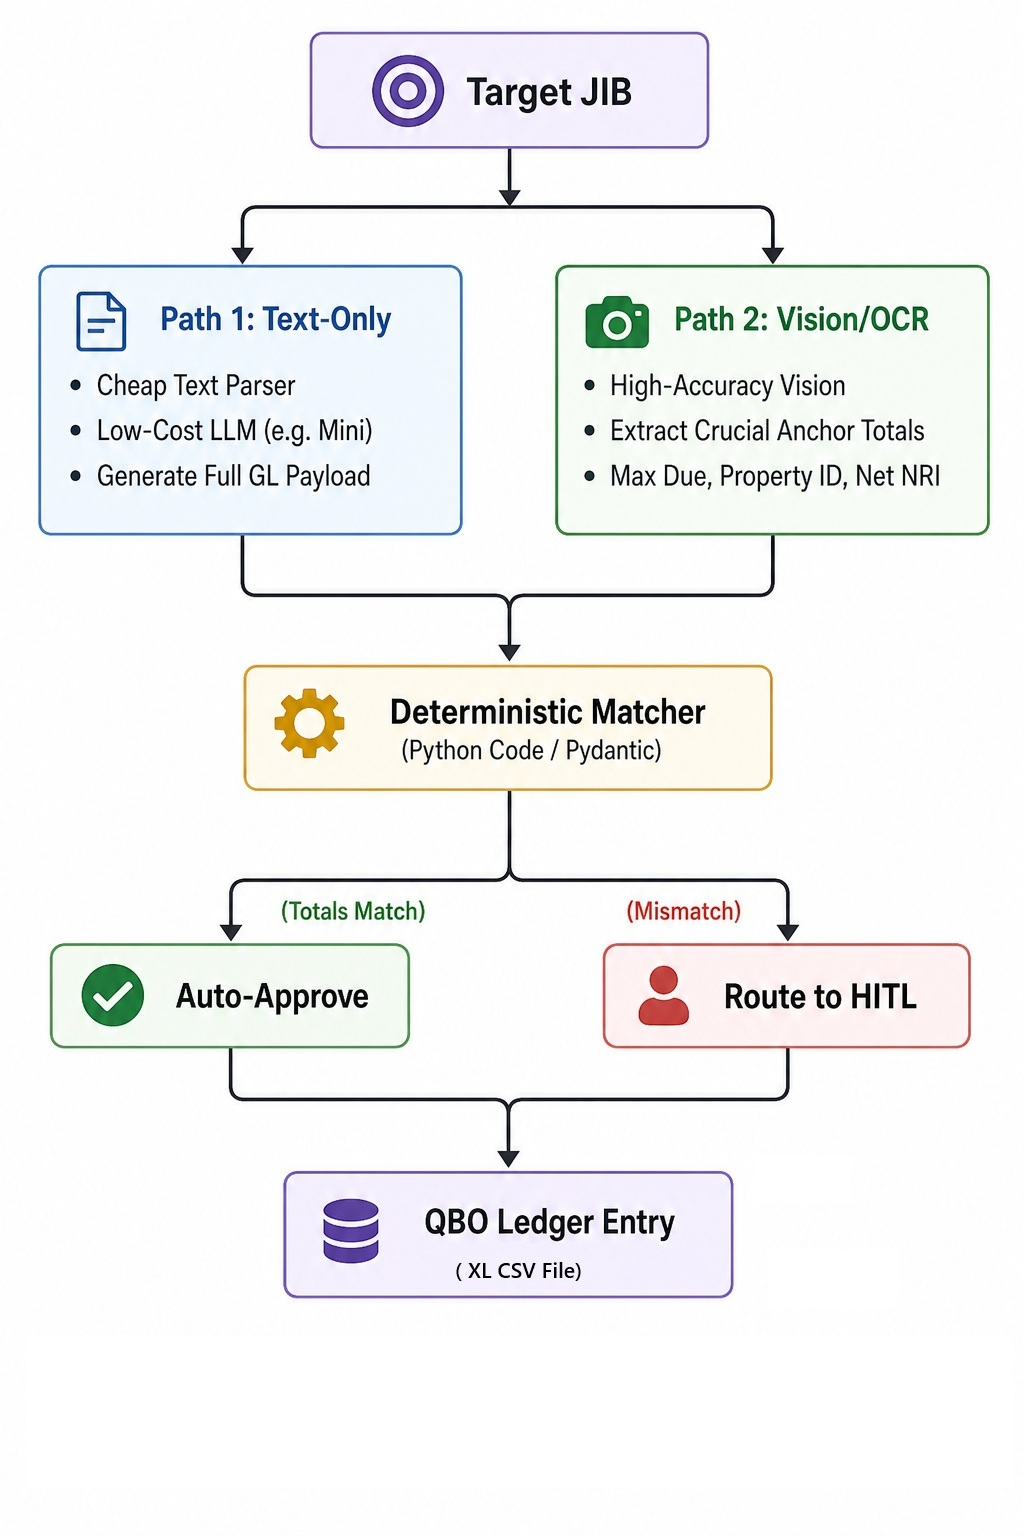 Target JIB
Path 1: Text-Only
• Cheap Text Parser
• Low-Cost LLM (e.g. Mini)
• Generate Full GL Payload
Path 2: Vision/OCR
• High-Accuracy Vision
• Extract Crucial Anchor Totals
• Max Due, Property ID, Net NRI
Deterministic Matcher
(Python Code / Pydantic)
(Totals Match)
(Mismatch)
Auto-Approve
Route to HITL
QBO Ledger Entry
( XL CSV File)